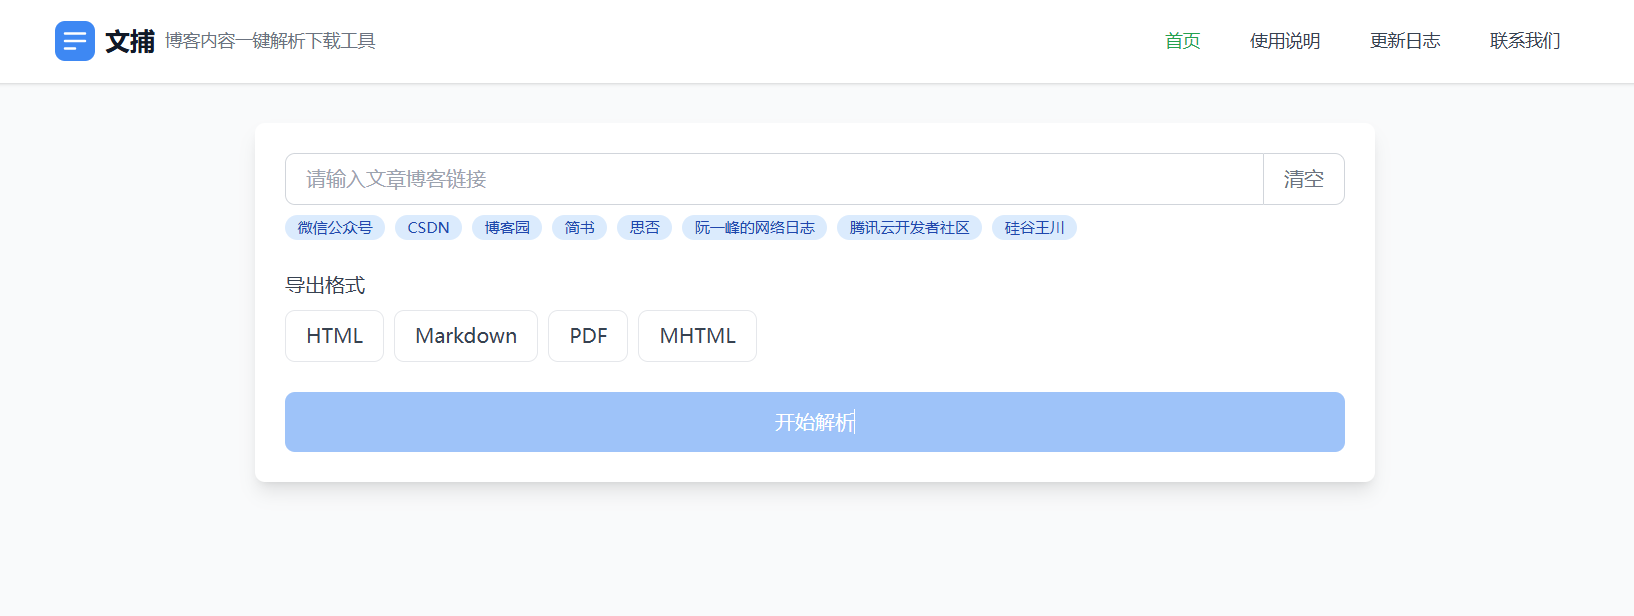 文捕 博客内容一键解析下载工具 首页 使用说明 更新日志 联系我们
请输入文章博客链接 清空
微信公众号 CSDN 博客园 简书 思否 阮一峰的网络日志 腾讯云开发者社区 硅谷王川
导出格式
HTML Markdown PDF MHTML
开始解析